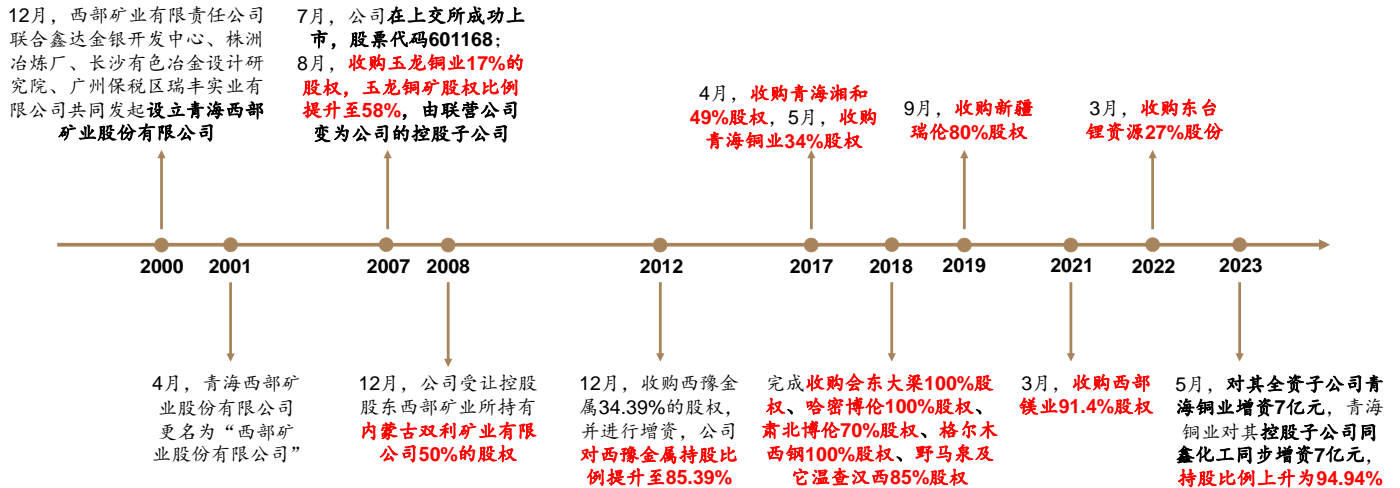 12月，西部矿业有限责任公司
联合鑫达金银开发中心、株洲
冶炼厂、长沙有色冶金设计研
究院、广州保税区瑞丰实业有
限公司共同发起设立青海西部
矿业股份有限公司
7月，公司在上交所成功上
市，股票代码601168；
8月，收购玉龙铜业17%的
股权，玉龙铜矿股权比例
提升至58%，由联营公司
变为公司的控股子公司
4月，收购青海湘和
49%股权，5月，收购
青海铜业34%股权
9月，收购新疆
瑞伦80%股权
3月，收购东台
锂资源27%股份
2000
2001
2007
2008
2012
2017
2018
2019
2021
2022
2023
4月，青海西部矿
业股份有限公司
更名为“西部矿
业股份有限公司”
12月，公司受让控股
股东西部矿业所持有
内蒙古双利矿业有限
公司50%的股权
12月，收购西豫金
属34.39%的股权，
并进行增资，公司
对西豫金属持股比
例提升至85.39%
完成收购会东大梁100%股
权、哈密博伦100%股权、
肃北博伦70%股权、格尔木
西钢100%股权、野马泉及
它温查汉西85%股权
3月，收购西部
镁业91.4%股权
5月，对其全资子公司青
海铜业增资7亿元，青海
铜业对其控股子公司同
鑫化工同步增资7亿元，
持股比例上升为94.94%